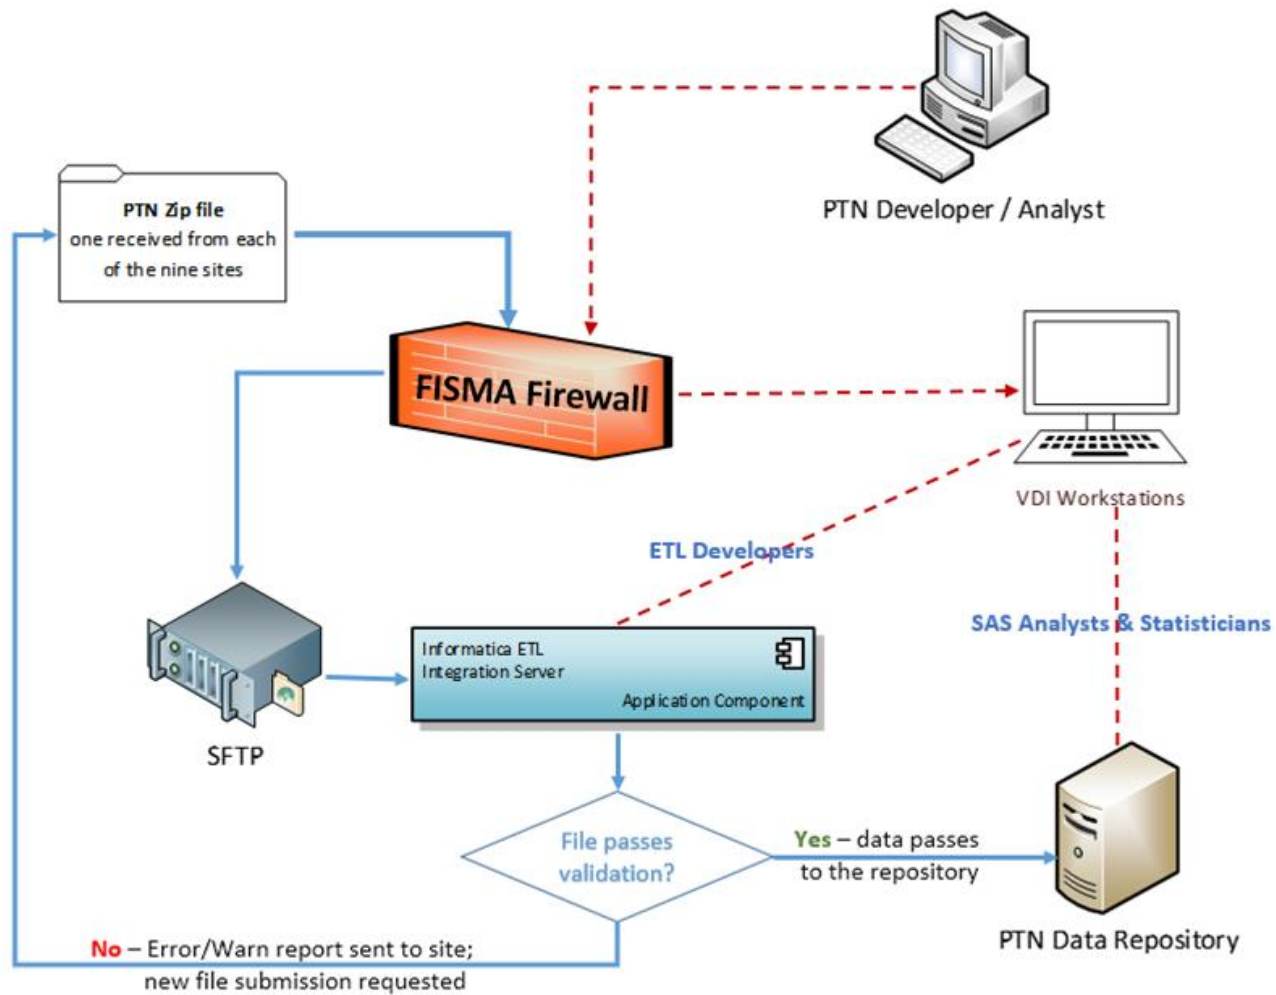 PTN Developer / Analyst
PTN Zip file
one received from each
of the nine sites
FISMA Firewall
VDI Workstations
ETL Developers
SAS Analysts & Statisticians
Informatica ETL
Integration Server
Application Component
SFTP
File passes
validation?
Yes – data passes
to the repository
PTN Data Repository
No – Error/Warn report sent to site;
new file submission requested